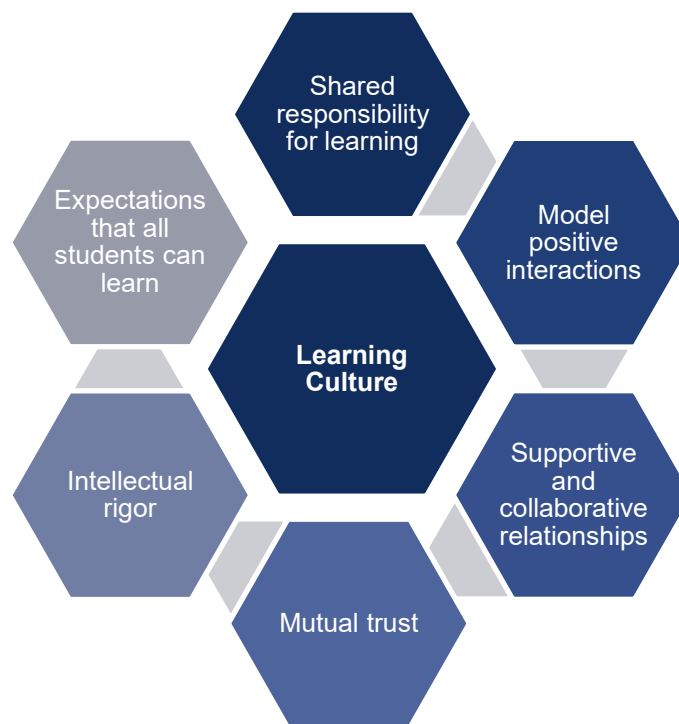 Shared
responsibility
for learning
Model
positive
interactions
Supportive
and
collaborative
relationships
Mutual trust
Intellectual
rigor
Expectations
that all
students can
learn
Learning
Culture